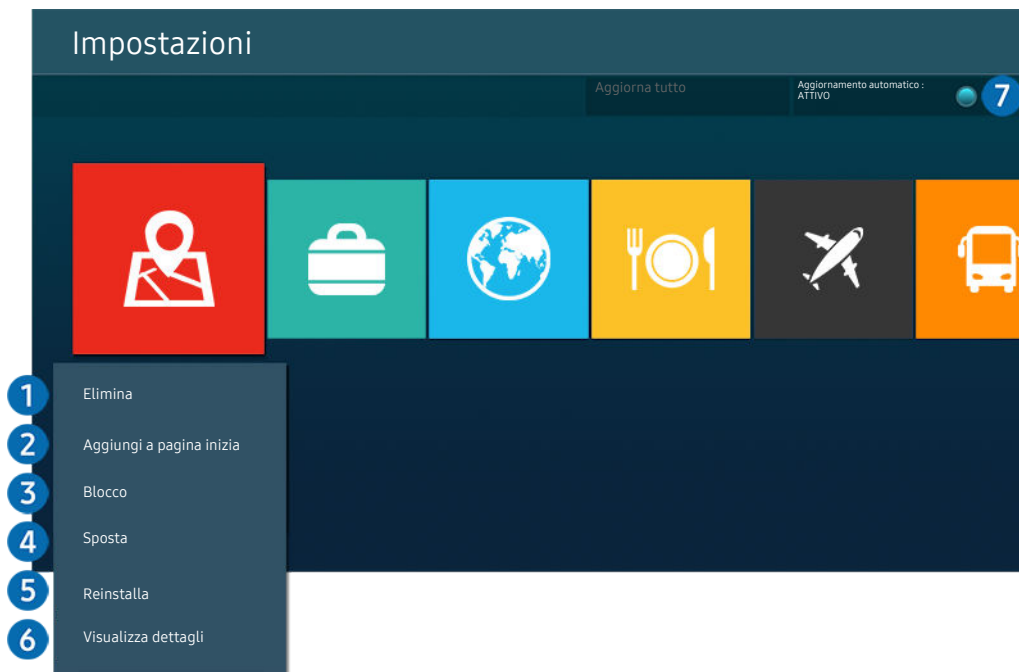 Impostazioni
Aggiorna tutto
Aggiornamento automatico :
ATTIVO
7
1
Elimina
2
Aggiungi a pagina inizia
3
Blocco
4
Sposta
5
Reinstalla
6
Visualizza dettagli